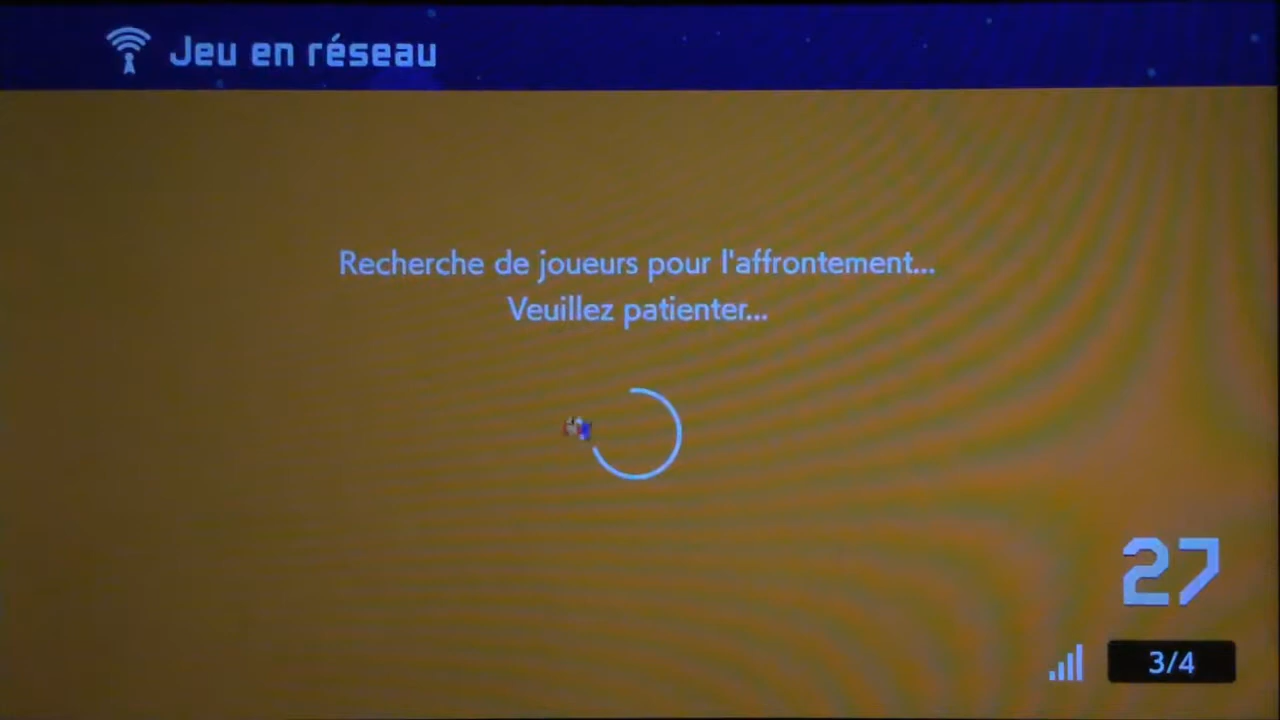 Jeu en réseau
Recherche de joueurs pour l'affrontement...
Veuillez patienter...
27
3/4